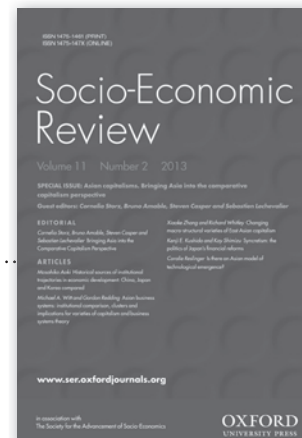 ISSN 1475-1461 (PRINT)
ISSN 1475-147X (ONLINE)
Socio-Economic
Review
Volume 11 Number 2 2013
SPECIAL ISSUE: Asian capitalisms. Bringing Asia into the comparative
capitalism perspective
Guest editors: Cornelia Storz, Bruno Amable, Steven Casper and Sebastien Lechevalier
EDITORIAL
Cornelia Storz, Bruno Amable, Steven Casper and
Sebastien Lechevalier: Bringing Asia into the
Comparative Capitalism Perspective
ARTICLES
Masahiko Aoki: Historical sources of institutional
trajectories in economic development: China, Japan
and Korea compared
Michael A. Witt and Gordon Redding: Asian business
systems: institutional comparison, clusters and
implications for varieties of capitalism and business
systems theory
Xiaoke Zhang and Richard Whitley: Changing
macro-structural varieties of East Asian capitalism
Kenji E. Kushida and Kay Shimizu: Syncretism: the
politics of Japan's financial reforms
Cornelia Storz: Is there an Asian model of
technological emergence?
www.ser.oxfordjournals.org
In association with
The Society for the Advancement of Socio-Economics
OXFORD
UNIVERSITY PRESS